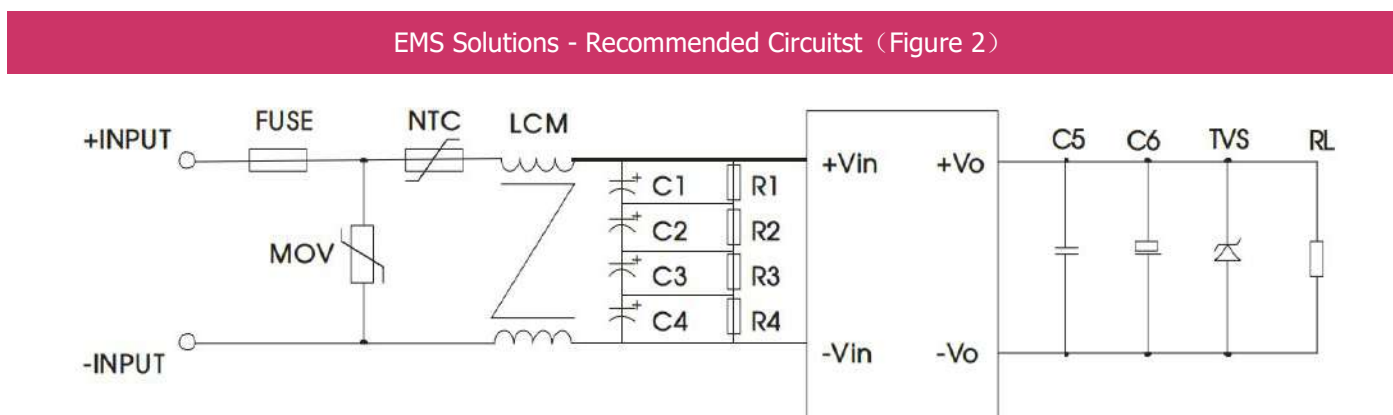 EMS Solutions - Recommended Circuitst（Figure 2）
FUSE NTC LCM C5 C6 TVS RL
+INPUT
+Vin +Vo
C1 R1
C2 R2
MOV
C3 R3
C4 R4
-Vin -Vo
-INPUT